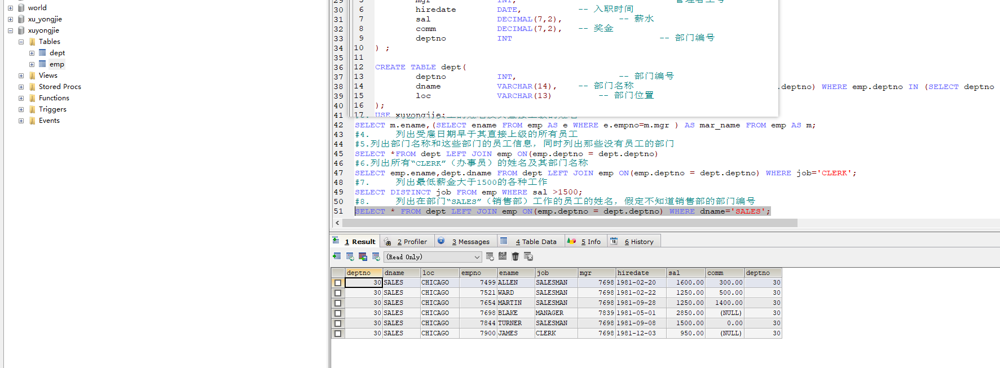 world
xu_yongjie
xuyongjie
Tables
dept
emp
Views
Stored Procs
Functions
Triggers
Events
29 5 mgr INT, -- 管理者工号
30 6 hiredate DATE, -- 入职时间
31 7 sal DECIMAL(7,2), -- 薪水
32 8 comm DECIMAL(7,2), -- 奖金
33 9 deptno INT -- 部门编号
34 10 ) ;
35 11
36 12 CREATE TABLE dept(
37 13 deptno INT, -- 部门编号
38 14 dname VARCHAR(14), -- 部门名称 .deptno) WHERE emp.deptno IN (SELECT deptno
39 15 loc VARCHAR(13) -- 部门位置
40 16 );
41 17 USE xuyongjie;
42 SELECT m.ename,(SELECT ename FROM emp AS e WHERE e.empno=m.mgr ) AS mar_name FROM emp AS m;
43 #4. 列出受雇日期早于其直接上级的所有员工
44 #5.列出部门名称和这些部门的员工信息，同时列出那些没有员工的部门
45 SELECT *FROM dept LEFT JOIN emp ON(emp.deptno = dept.deptno)
46 #6.列出所有“CLERK”（办事员）的姓名及其部门名称
47 SELECT emp.ename,dept.dname FROM dept LEFT JOIN emp ON(emp.deptno = dept.deptno) WHERE job='CLERK';
48 #7. 列出最低薪金大于1500的各种工作
49 SELECT DISTINCT job FROM emp WHERE sal >1500;
50 #8. 列出在部门“SALES”（销售部）工作的员工的姓名，假定不知道销售部的部门编号
51 SELECT * FROM dept LEFT JOIN emp ON(emp.deptno = dept.deptno) WHERE dname='SALES';
1 Result 2 Profiler 3 Messages 4 Table Data 5 Info 6 History
(Read Only)
deptno dname loc empno ename job mgr hiredate sal comm deptno
30 SALES CHICAGO 7499 ALLEN SALESMAN 7698 1981-02-20 1600.00 300.00 30
30 SALES CHICAGO 7521 WARD SALESMAN 7698 1981-02-22 1250.00 500.00 30
30 SALES CHICAGO 7654 MARTIN SALESMAN 7698 1981-09-28 1250.00 1400.00 30
30 SALES CHICAGO 7698 BLAKE MANAGER 7839 1981-05-01 2850.00 (NULL) 30
30 SALES CHICAGO 7844 TURNER SALESMAN 7698 1981-09-08 1500.00 0.00 30
30 SALES CHICAGO 7900 JAMES CLERK 7698 1981-12-03 950.00 (NULL) 30